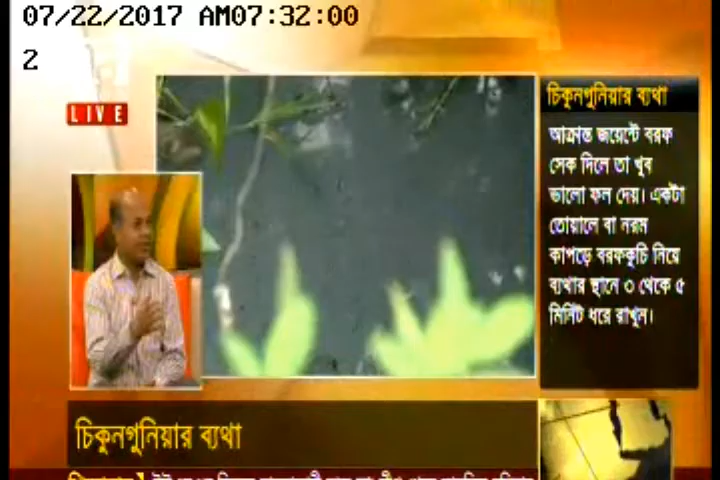 07/22/2017 AM07:32:00
2
LIVE
চিকুনগুনিয়ার ব্যথা
আক্রান্ত জয়েন্টে বরফ
সেক দিলে তা খুব
ভালো ফল দেয়। একটা
তোয়ালে বা নরম
কাপড়ে বরফকুচি নিয়ে
ব্যথার স্থানে ৩ থেকে ৫
মিনিট ধরে রাখুন।
চিকুনগুনিয়ার ব্যথা